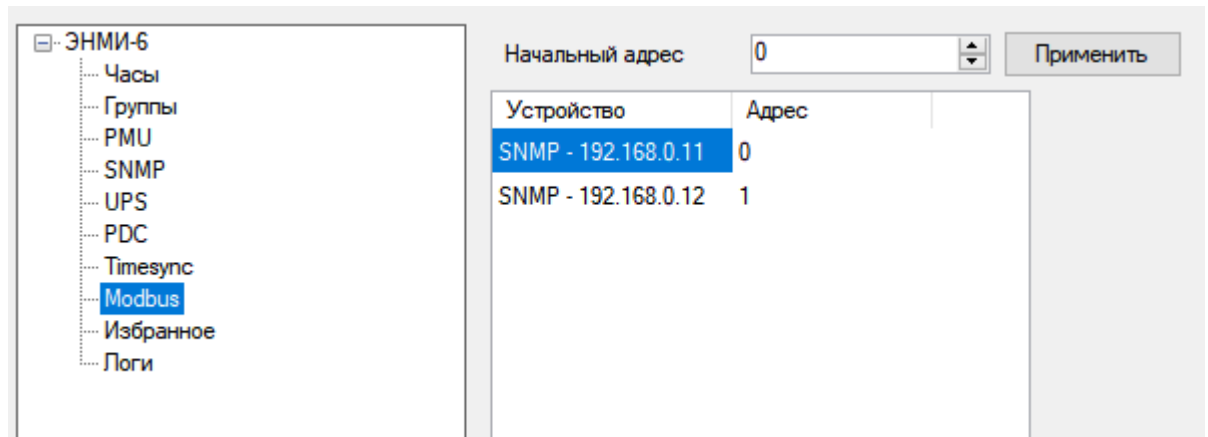 ЭНМИ-6
Часы
Группы
PMU
SNMP
UPS
PDC
Timesync
Modbus
Избранное
Логи
Начальный адрес 0 Применить
Устройство Адрес
SNMP - 192.168.0.11 0
SNMP - 192.168.0.12 1